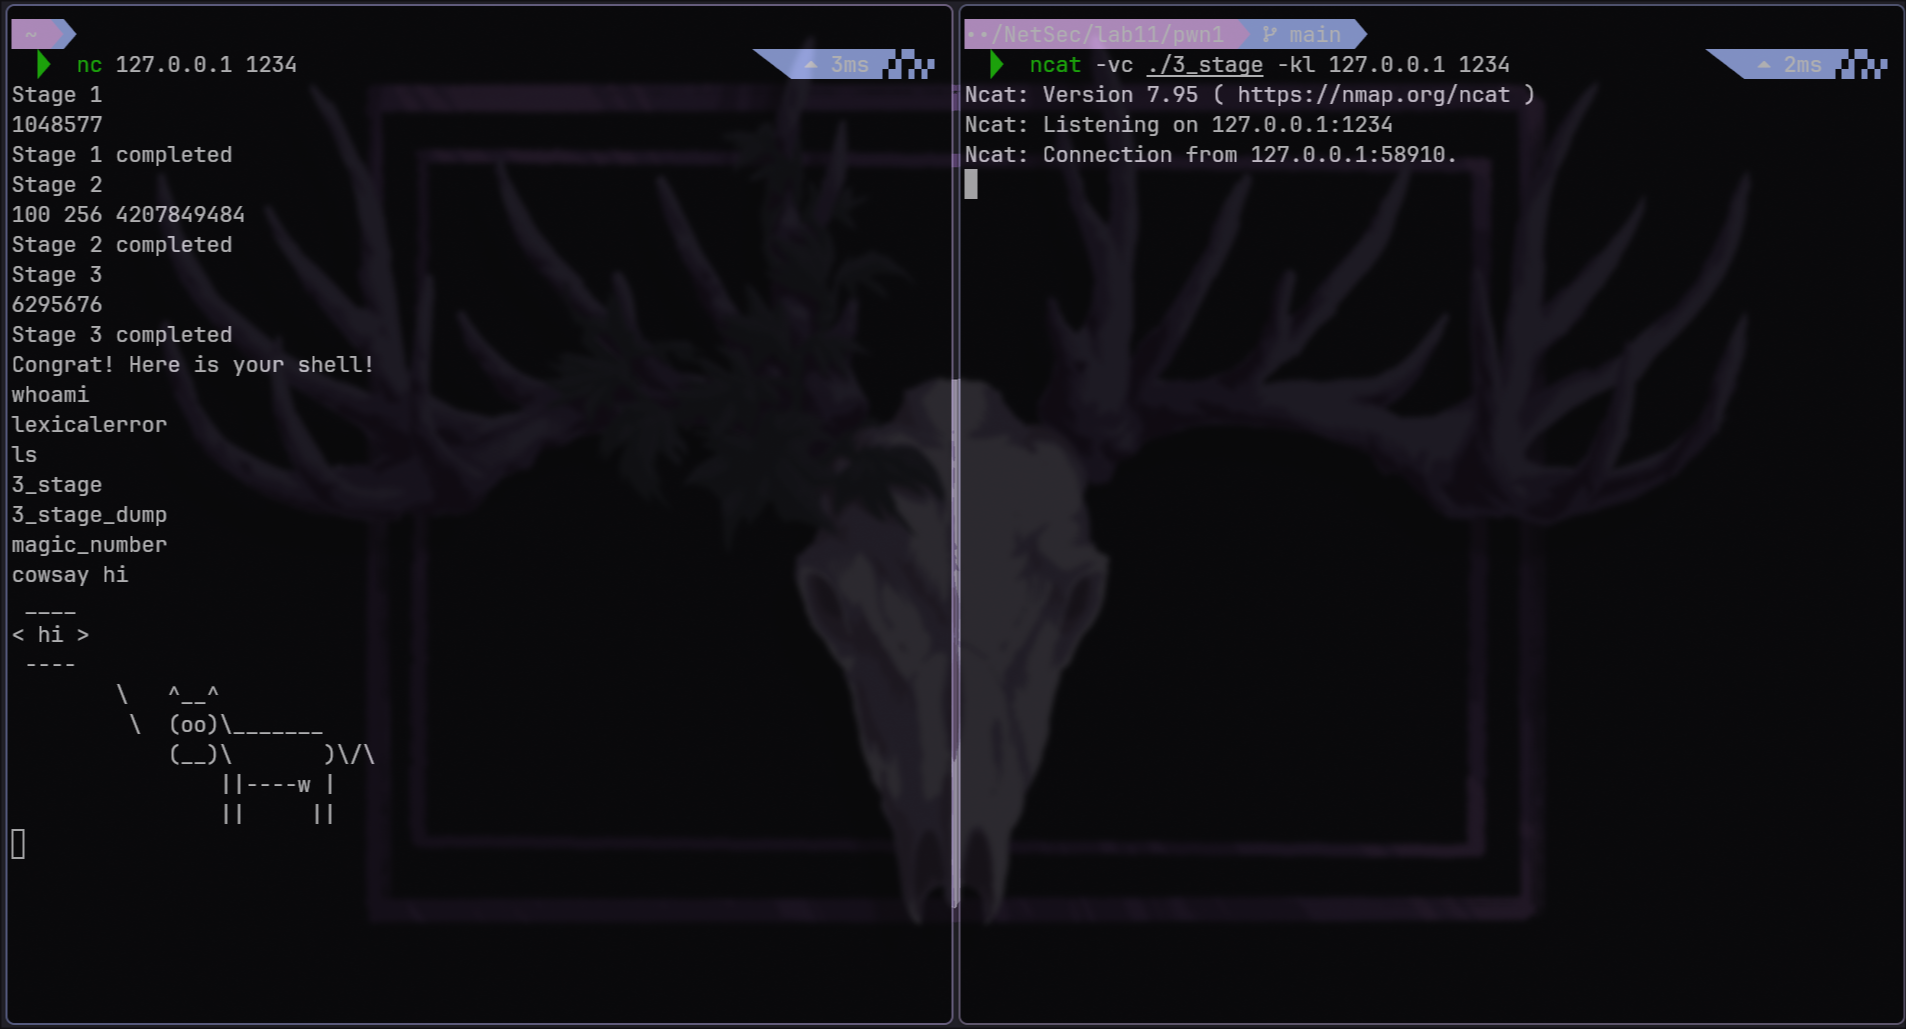 ~
nc 127.0.0.1 1234
3ms
Stage 1
1048577
Stage 1 completed
Stage 2
100 256 4207849484
Stage 2 completed
Stage 3
6295676
Stage 3 completed
Congrat! Here is your shell!
whoami
lexicalerror
ls
3_stage
3_stage_dump
magic_number
cowsay hi
 ____
< hi >
 ----
        \   ^__^
         \  (oo)\_______
            (__)\       )\/\
                ||----w |
                ||     ||
••/NetSec/lab11/pwn1 main
ncat -vc ./3_stage -kl 127.0.0.1 1234
2ms
Ncat: Version 7.95 ( https://nmap.org/ncat )
Ncat: Listening on 127.0.0.1:1234
Ncat: Connection from 127.0.0.1:58910.